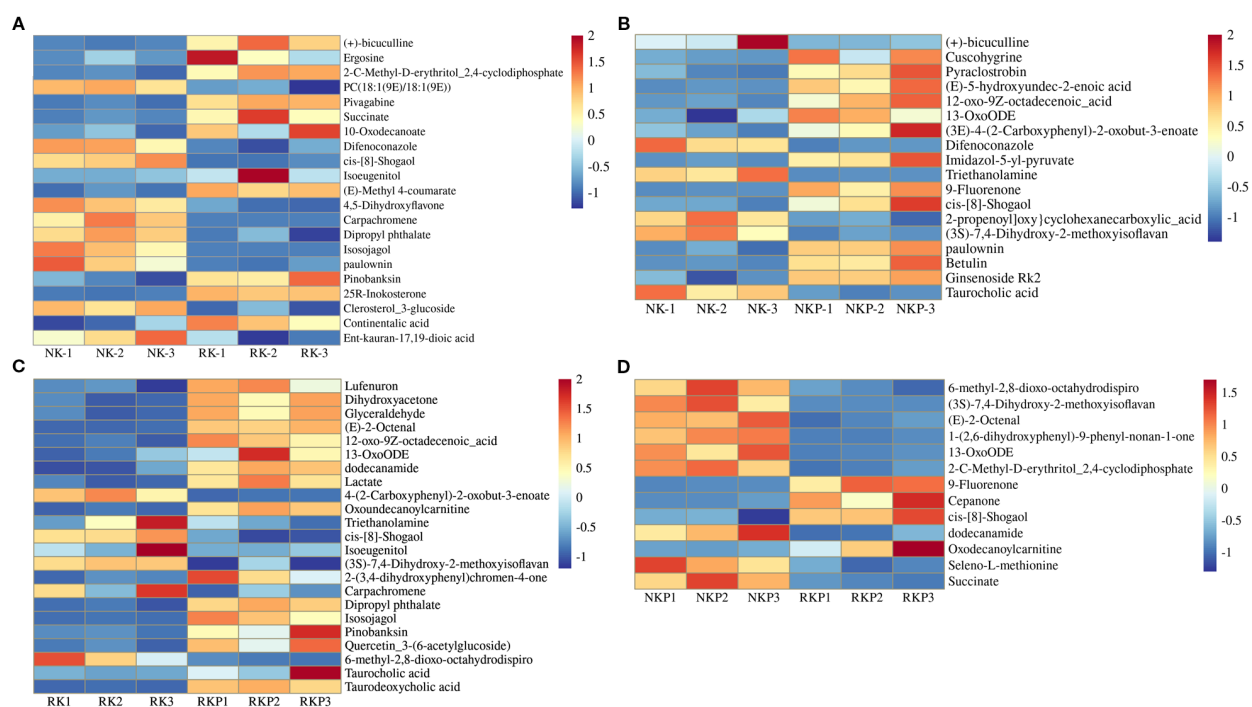 A
2
1.5
1
0.5
0
-0.5
-1
(+)-bicuculline
Ergosine
2-C-Methyl-D-erythritol_2,4-cyclodiphosphate
PC(18:1(9E)/18:1(9E))
Pivagabine
Succinate
10-Oxodecanoate
Difenoconazole
cis-[8]-Shogaol
Isoeugenitol
(E)-Methyl 4-coumarate
4,5-Dihydroxyflavone
Carpachromene
Dipropyl phthalate
Isosojagol
paulownin
Pinobanksin
25R-Inokosterone
Clerosterol_3-glucoside
Continentalic acid
Ent-kauran-17,19-dioic acid
NK-1 NK-2 NK-3 RK-1 RK-2 RK-3
B
2
1.5
1
0.5
0
-0.5
-1
(+)-bicuculline
Cuscohygrine
Pyraclostrobin
(E)-5-hydroxyundec-2-enoic acid
12-oxo-9Z-octadecenoic_acid
13-OxoODE
(3E)-4-(2-Carboxyphenyl)-2-oxobut-3-enoate
Difenoconazole
Imidazol-5-yl-pyruvate
Triethanolamine
9-Fluorenone
cis-[8]-Shogaol
2-propenoyl]oxy}cyclohexanecarboxylic_acid
(3S)-7,4-Dihydroxy-2-methoxyisoflavan
paulownin
Betulin
Ginsenoside Rk2
Taurocholic acid
NK-1 NK-2 NK-3 NKP-1 NKP-2 NKP-3
C
2
1.5
1
0.5
0
-0.5
-1
Lufenuron
Dihydroxyacetone
Glyceraldehyde
(E)-2-Octenal
12-oxo-9Z-octadecenoic_acid
13-OxoODE
dodecanamide
Lactate
4-(2-Carboxyphenyl)-2-oxobut-3-enoate
Oxoundecanoylcarnitine
Triethanolamine
cis-[8]-Shogaol
Isoeugenitol
(3S)-7,4-Dihydroxy-2-methoxyisoflavan
2-(3,4-dihydroxyphenyl)chromen-4-one
Carpachromene
Dipropyl phthalate
Isosojagol
Pinobanksin
Quercetin_3-(6-acetylglucoside)
6-methyl-2,8-dioxo-octahydrodispiro
Taurocholic acid
Taurodeoxycholic acid
RK1 RK2 RK3 RKP1 RKP2 RKP3
D
1.5
1
0.5
0
-0.5
-1
6-methyl-2,8-dioxo-octahydrodispiro
(3S)-7,4-Dihydroxy-2-methoxyisoflavan
(E)-2-Octenal
1-(2,6-dihydroxyphenyl)-9-phenyl-nonan-1-one
13-OxoODE
2-C-Methyl-D-erythritol_2,4-cyclodiphosphate
9-Fluorenone
Cepanone
cis-[8]-Shogaol
dodecanamide
Oxodecanoylcarnitine
Seleno-L-methionine
Succinate
NKP1 NKP2 NKP3 RKP1 RKP2 RKP3